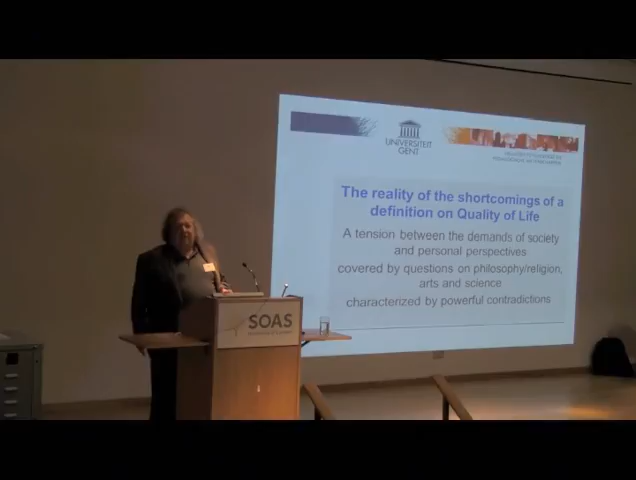 UNIVERSITEIT
GENT
The reality of the shortcomings of a
definition on Quality of Life
A tension between the demands of society
and personal perspectives
covered by questions on philosophy/religion,
arts and science
characterized by powerful contradictions
SOAS